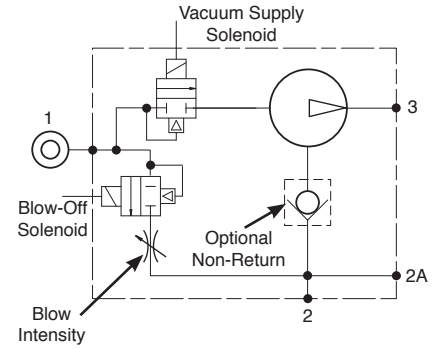 Vacuum Supply
Solenoid
1
3
Blow-Off
Solenoid
Optional
Non-Return
2A
2
Blow
Intensity